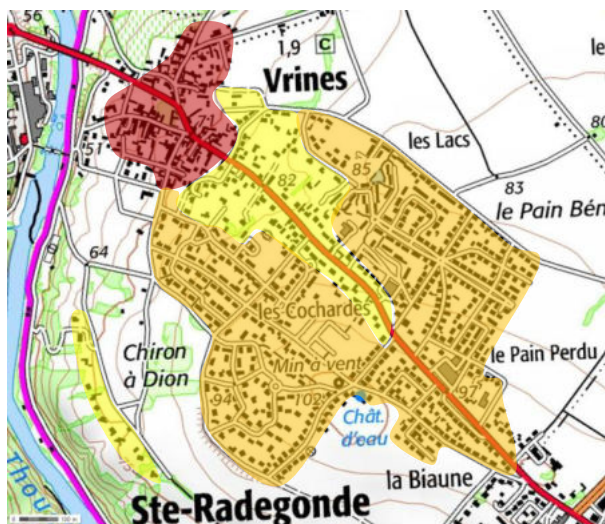 56
1,9
C
Vrines
71
51
les Lacs
80
85
82
83
le Pain Bén
64
les Cochardes
Chiron
à Dion
Min à vent
le Pain Perdu
94
102
97
Chât.
d'eau
la Biaune
Ste-Radegonde
Thou